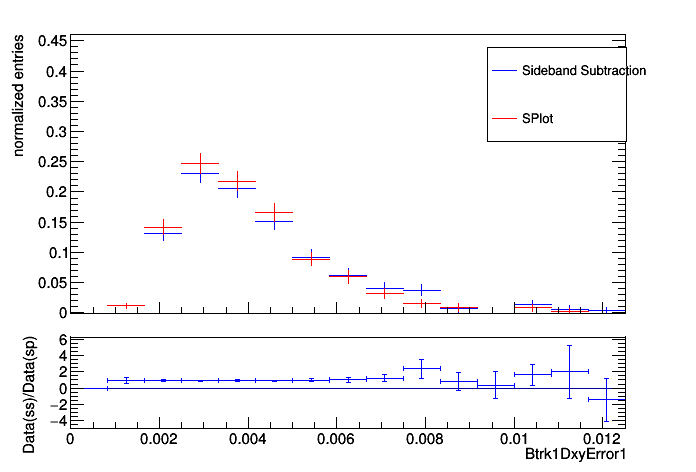 normalized entries
0.45
0.4
0.35
0.3
0.25
0.2
0.15
0.1
0.05
0
Sideband Subtraction
SPlot
Data(ss)/Data(sp)
6
4
2
0
−2
−4
0 0.002 0.004 0.006 0.008 0.01 0.012
Btrk1DxyError1